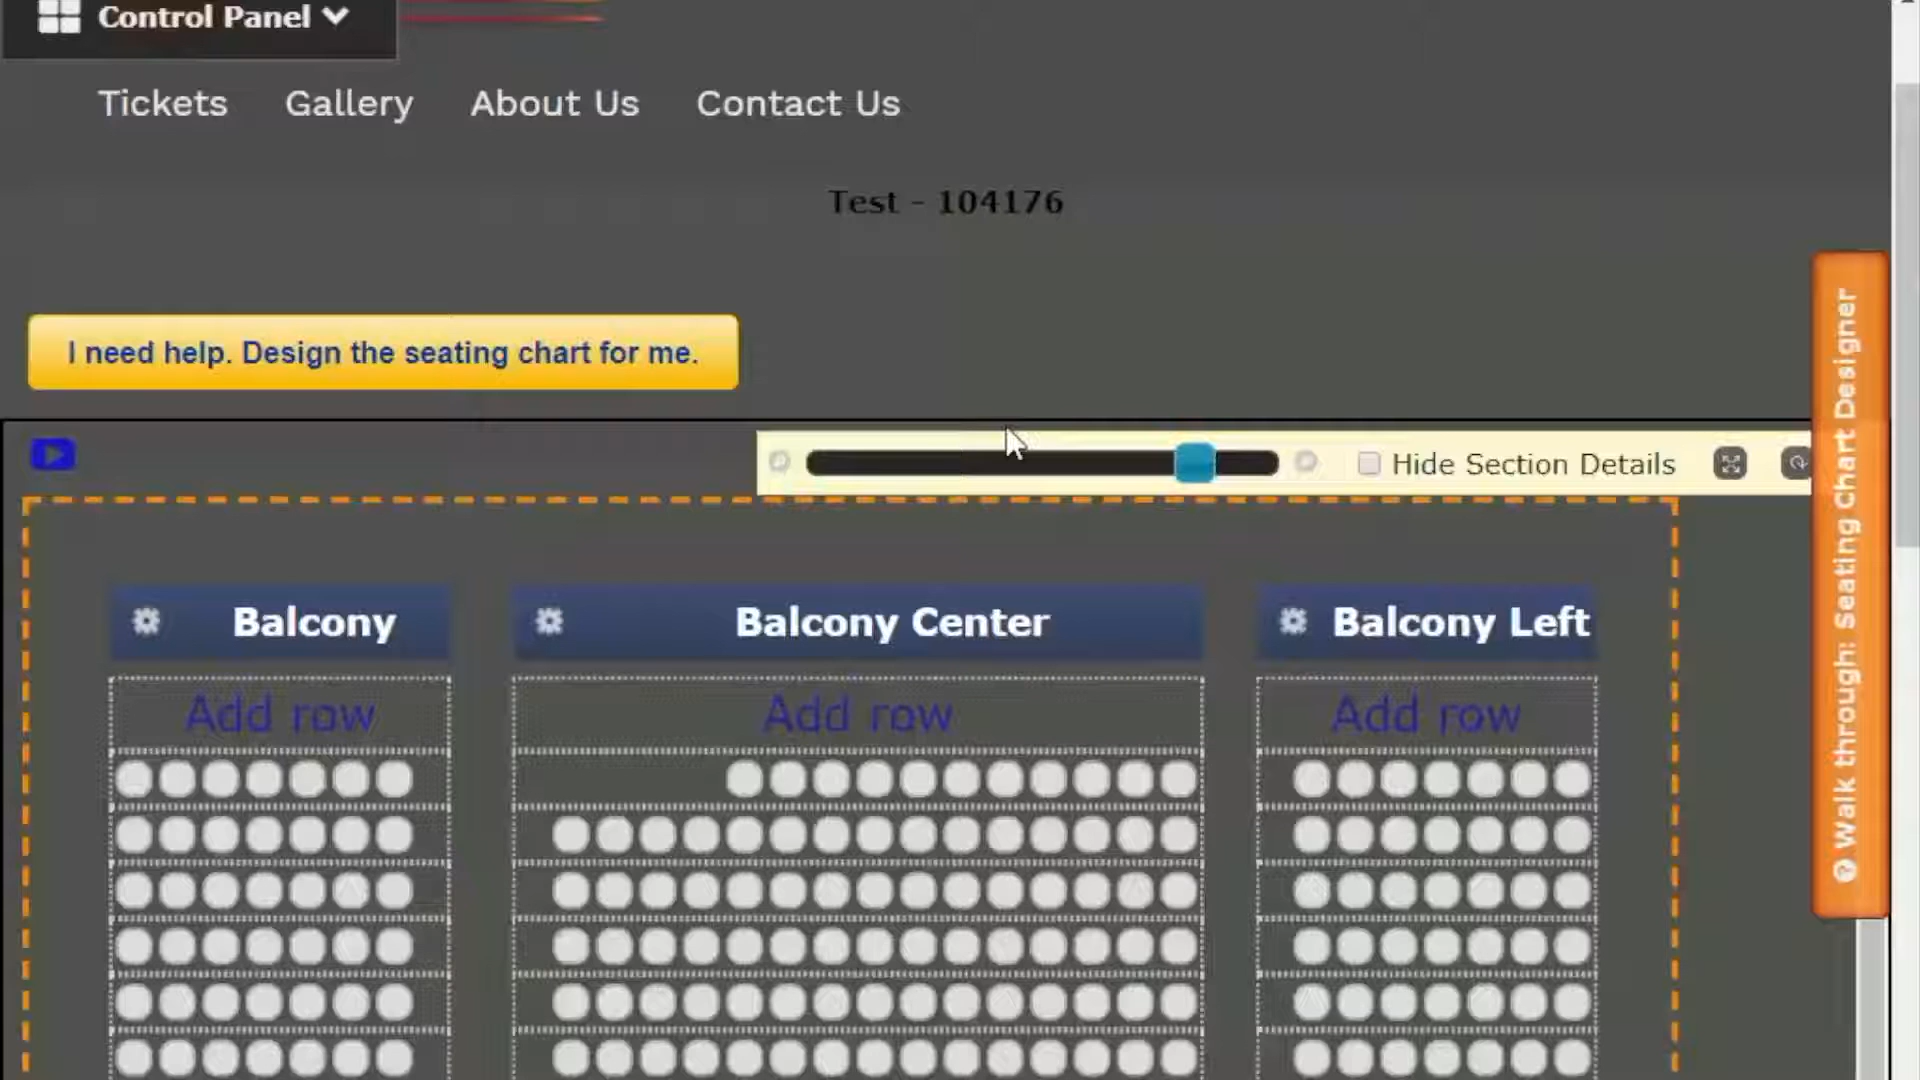 Control Panel
Tickets Gallery About Us Contact Us
Test - 104176
I need help. Design the seating chart for me.
Hide Section Details
Walk through: Seating Chart Designer
Balcony Balcony Center Balcony Left
Add row Add row Add row